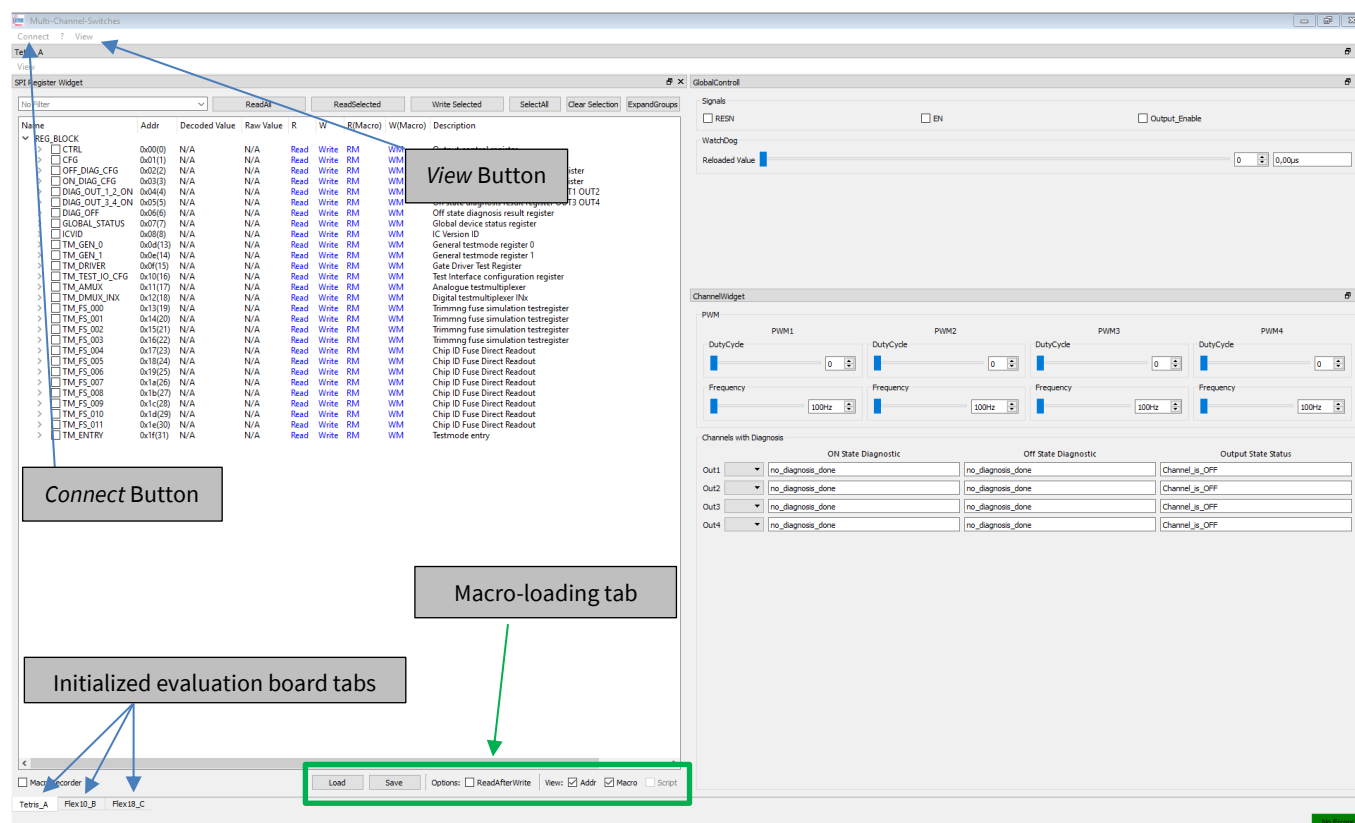 Multi-Channel-Switches
Connect ? View
Tetris_A
View
SPI Register Widget
GlobalControll
No Filter
ReadAll ReadSelected Write Selected SelectAll Clear Selection ExpandGroups
Signals
RESN EN Output_Enable
WatchDog
Reloaded Value 0 0,00µs
Name Addr Decoded Value Raw Value R W R(Macro) W(Macro) Description
REG_BLOCK
CTRL 0x00(0) N/A N/A Read Write RM WM
CFG 0x01(1) N/A N/A Read Write RM WM
OFF_DIAG_CFG 0x02(2) N/A N/A Read Write RM WM ister
ON_DIAG_CFG 0x03(3) N/A N/A Read Write RM WM ister
DIAG_OUT_1_2_ON 0x04(4) N/A N/A Read Write RM WM T1 OUT2
DIAG_OUT_3_4_ON 0x05(5) N/A N/A Read Write RM WM OUT3 OUT4
DIAG_OFF 0x06(6) N/A N/A Read Write RM WM Off state diagnosis result register
GLOBAL_STATUS 0x07(7) N/A N/A Read Write RM WM Global device status register
ICVID 0x08(8) N/A N/A Read Write RM WM IC Version ID
TM_GEN_0 0x0d(13) N/A N/A Read Write RM WM General testmode register 0
TM_GEN_1 0x0e(14) N/A N/A Read Write RM WM General testmode register 1
TM_DRIVER 0x0f(15) N/A N/A Read Write RM WM Gate Driver Test Register
TM_TEST_IO_CFG 0x10(16) N/A N/A Read Write RM WM Test Interface configuration register
TM_AMUX 0x11(17) N/A N/A Read Write RM WM Analogue testmultiplexer
TM_DMUX_INX 0x12(18) N/A N/A Read Write RM WM Digital testmultiplexer INx
TM_FS_000 0x13(19) N/A N/A Read Write RM WM Trimmng fuse simulation testregister
TM_FS_001 0x14(20) N/A N/A Read Write RM WM Trimmng fuse simulation testregister
TM_FS_002 0x15(21) N/A N/A Read Write RM WM Trimmng fuse simulation testregister
TM_FS_003 0x16(22) N/A N/A Read Write RM WM Trimmng fuse simulation testregister
TM_FS_004 0x17(23) N/A N/A Read Write RM WM Chip ID Fuse Direct Readout
TM_FS_005 0x18(24) N/A N/A Read Write RM WM Chip ID Fuse Direct Readout
TM_FS_006 0x19(25) N/A N/A Read Write RM WM Chip ID Fuse Direct Readout
TM_FS_007 0x1a(26) N/A N/A Read Write RM WM Chip ID Fuse Direct Readout
TM_FS_008 0x1b(27) N/A N/A Read Write RM WM Chip ID Fuse Direct Readout
TM_FS_009 0x1c(28) N/A N/A Read Write RM WM Chip ID Fuse Direct Readout
TM_FS_010 0x1d(29) N/A N/A Read Write RM WM Chip ID Fuse Direct Readout
TM_FS_011 0x1e(30) N/A N/A Read Write RM WM Chip ID Fuse Direct Readout
TM_ENTRY 0x1f(31) N/A N/A Read Write RM WM Testmode entry
View Button
Connect Button
Macro-loading tab
Initialized evaluation board tabs
ChannelWidget
PWM
PWM1 PWM2 PWM3 PWM4
DutyCycle DutyCycle DutyCycle DutyCycle
0 0 0 0
Frequency Frequency Frequency Frequency
100Hz 100Hz 100Hz 100Hz
Channels with Diagnosis
ON State Diagnostic Off State Diagnostic Output State Status
Out1 no_diagnosis_done no_diagnosis_done Channel_is_OFF
Out2 no_diagnosis_done no_diagnosis_done Channel_is_OFF
Out3 no_diagnosis_done no_diagnosis_done Channel_is_OFF
Out4 no_diagnosis_done no_diagnosis_done Channel_is_OFF
Macro Recorder Load Save Options: ReadAfterWrite View: Addr Macro Script
Tetris_A Flex10_B Flex18_C